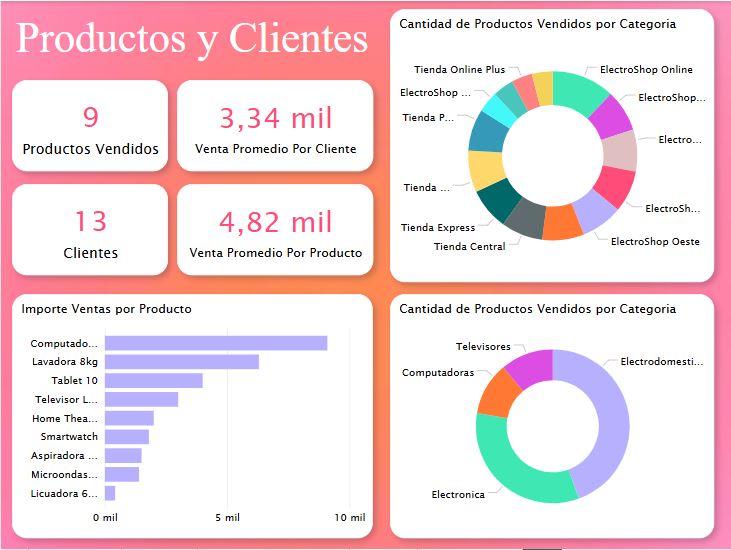 Productos y Clientes
9
Productos Vendidos
3,34 mil
Venta Promedio Por Cliente
13
Clientes
4,82 mil
Venta Promedio Por Producto
Cantidad de Productos Vendidos por Categoria
Tienda Online Plus
ElectroShop Online
ElectroShop ...
ElectroShop...
Tienda P...
Electro...
Tienda ...
ElectroSh...
Tienda Express
ElectroShop Oeste
Tienda Central
Importe Ventas por Producto
Computado...
Lavadora 8kg
Tablet 10
Televisor L...
Home Thea...
Smartwatch
Aspiradora ...
Microondas...
Licuadora 6...
0 mil
5 mil
10 mil
Cantidad de Productos Vendidos por Categoria
Televisores
Electrodomesti...
Computadoras
Electronica